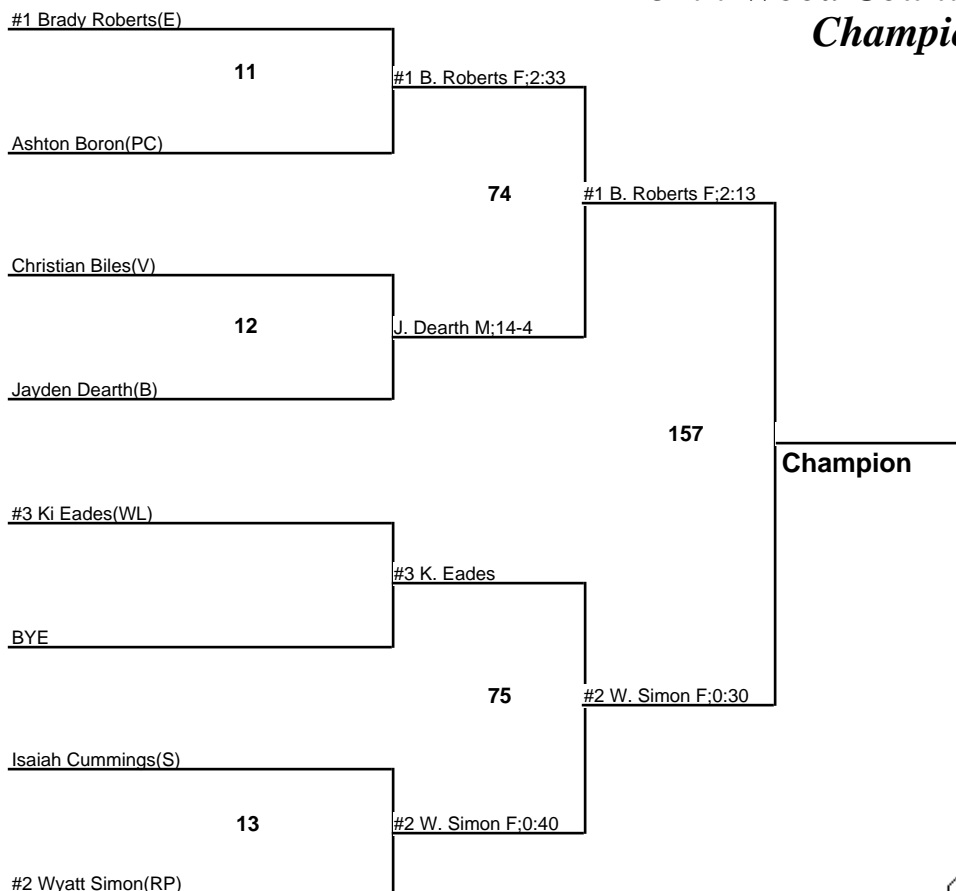 #1 Brady Roberts(E)
Champi
11
#1 B. Roberts F;2:33
Ashton Boron(PC)
74
#1 B. Roberts F;2:13
Christian Biles(V)
12
J. Dearth M;14-4
Jayden Dearth(B)
157
Champion
#3 Ki Eades(WL)
#3 K. Eades
BYE
75
#2 W. Simon F;0:30
Isaiah Cummings(S)
13
#2 W. Simon F;0:40
#2 Wyatt Simon(RP)